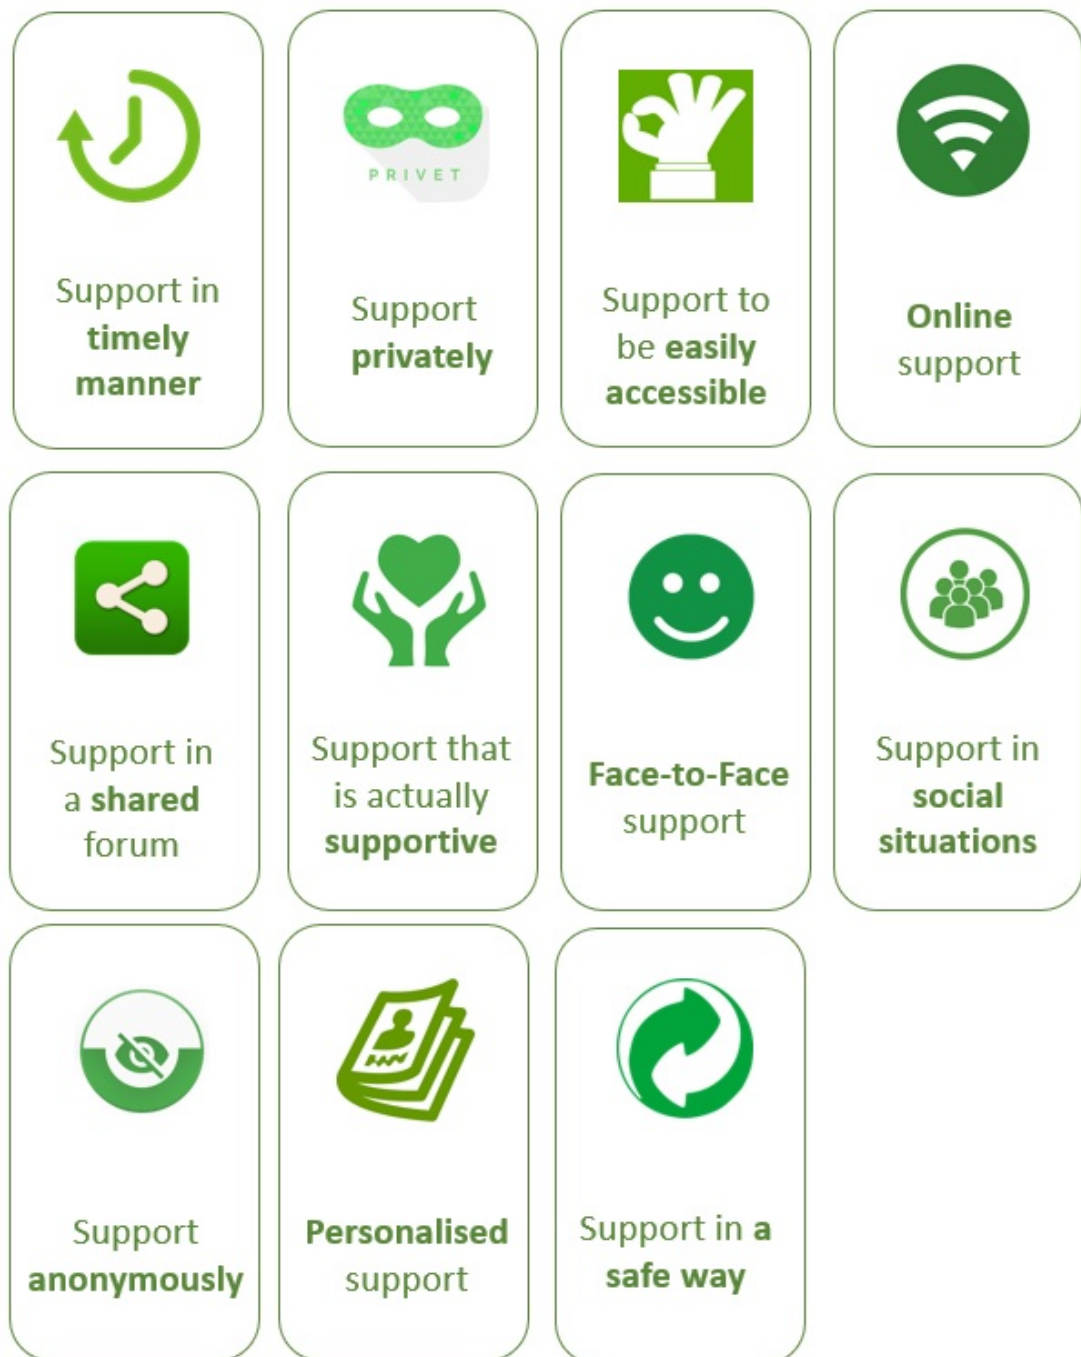 Support in
timely
manner
PRIVET
Support
privately
Support to
be easily
accessible
Online
support
Support in
a shared
forum
Support that
is actually
supportive
Face-to-Face
support
Support in
social
situations
Support
anonymously
Personalised
support
Support in a
safe way